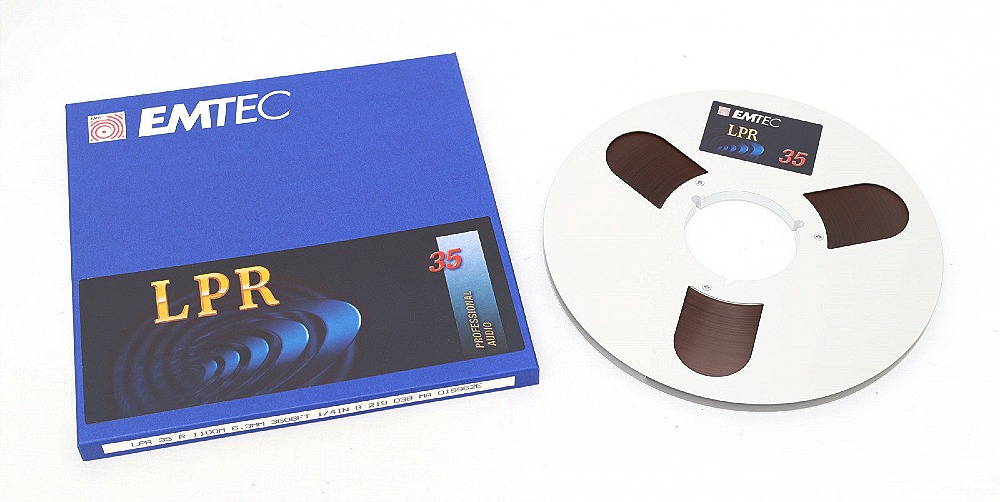 EMTEC
LPR
35
PROFESSIONAL
AUDIO
LPR 35 R 1100M 6.3MM 3608FT 1/4IN B 219 038 MA 015962E
EMTEC
LPR
35